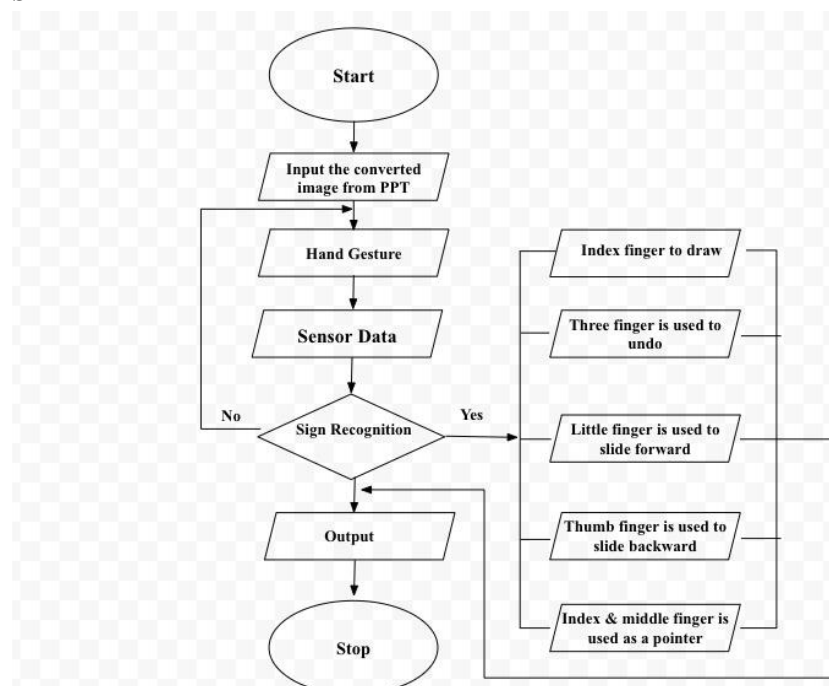 Start
Input the converted
image from PPT
Hand Gesture
Sensor Data
No
Sign Recognition
Yes
Output
Stop
Index finger to draw
Three finger is used to
undo
Little finger is used to
slide forward
Thumb finger is used to
slide backward
Index & middle finger is
used as a pointer